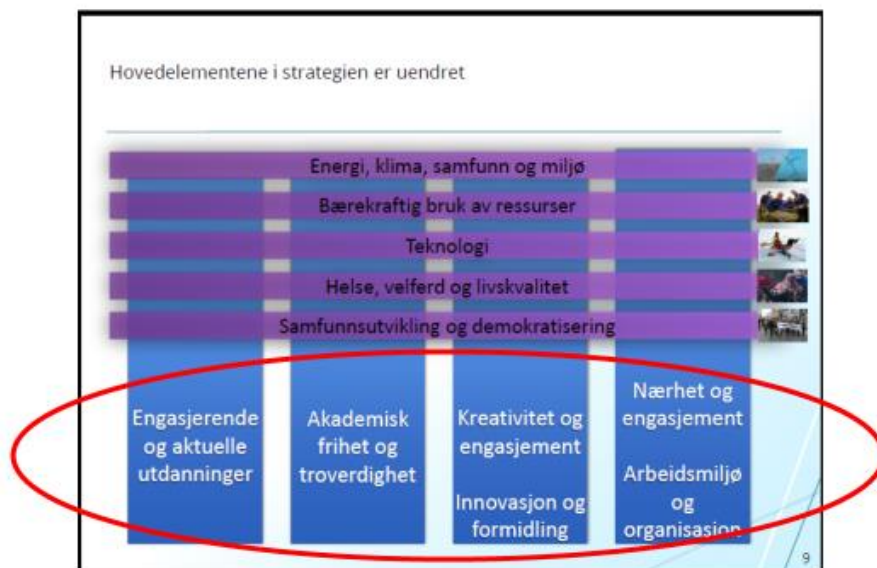 Hovedelementene i strategien er uendret
Energi, klima, samfunn og miljø
Bærekraftig bruk av ressurser
Teknologi
Helse, velferd og livskvalitet
Samfunnsutvikling og demokratisering
Engasjerende
og aktuelle
utdanninger
Akademisk
frihet og
troverdighet
Kreativitet og
engasjement
Innovasjon og
formidling
Nærhet og
engasjement
Arbeidsmiljø
og
organisasjon
9